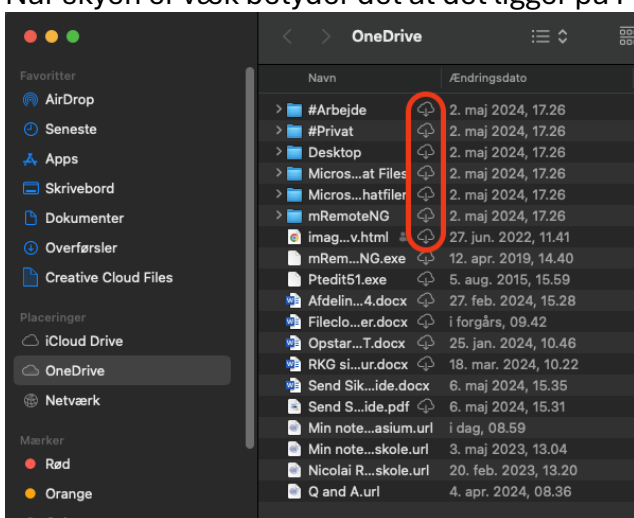 Når skyen er væk betyder det at det ligger på
OneDrive
Favoritter
AirDrop
Seneste
Apps
Skrivebord
Dokumenter
Overførsler
Creative Cloud Files
Placeringer
iCloud Drive
OneDrive
Netværk
Mærker
Rød
Orange
Navn Ændringsdato
#Arbejde 2. maj 2024, 17.26
#Privat 2. maj 2024, 17.26
Desktop 2. maj 2024, 17.26
Micros...at Files 2. maj 2024, 17.26
Micros...hatfiler 2. maj 2024, 17.26
mRemoteNG 2. maj 2024, 17.26
imag...v.html 27. jun. 2022, 11.41
mRem...NG.exe 12. apr. 2019, 14.40
Ptedit51.exe 5. aug. 2015, 15.59
Afdelin...4.docx 27. feb. 2024, 15.28
Fileclo...er.docx i forgårs, 09.42
Opstar...T.docx 25. jan. 2024, 10.46
RKG si...ur.docx 18. mar. 2024, 10.22
Send Sik...ide.docx 6. maj 2024, 15.35
Send S...ide.pdf 6. maj 2024, 15.31
Min note...asium.url i dag, 08.59
Min note...skole.url 3. maj 2023, 13.04
Nicolai R...skole.url 20. feb. 2023, 13.20
Q and A.url 4. apr. 2024, 08.36